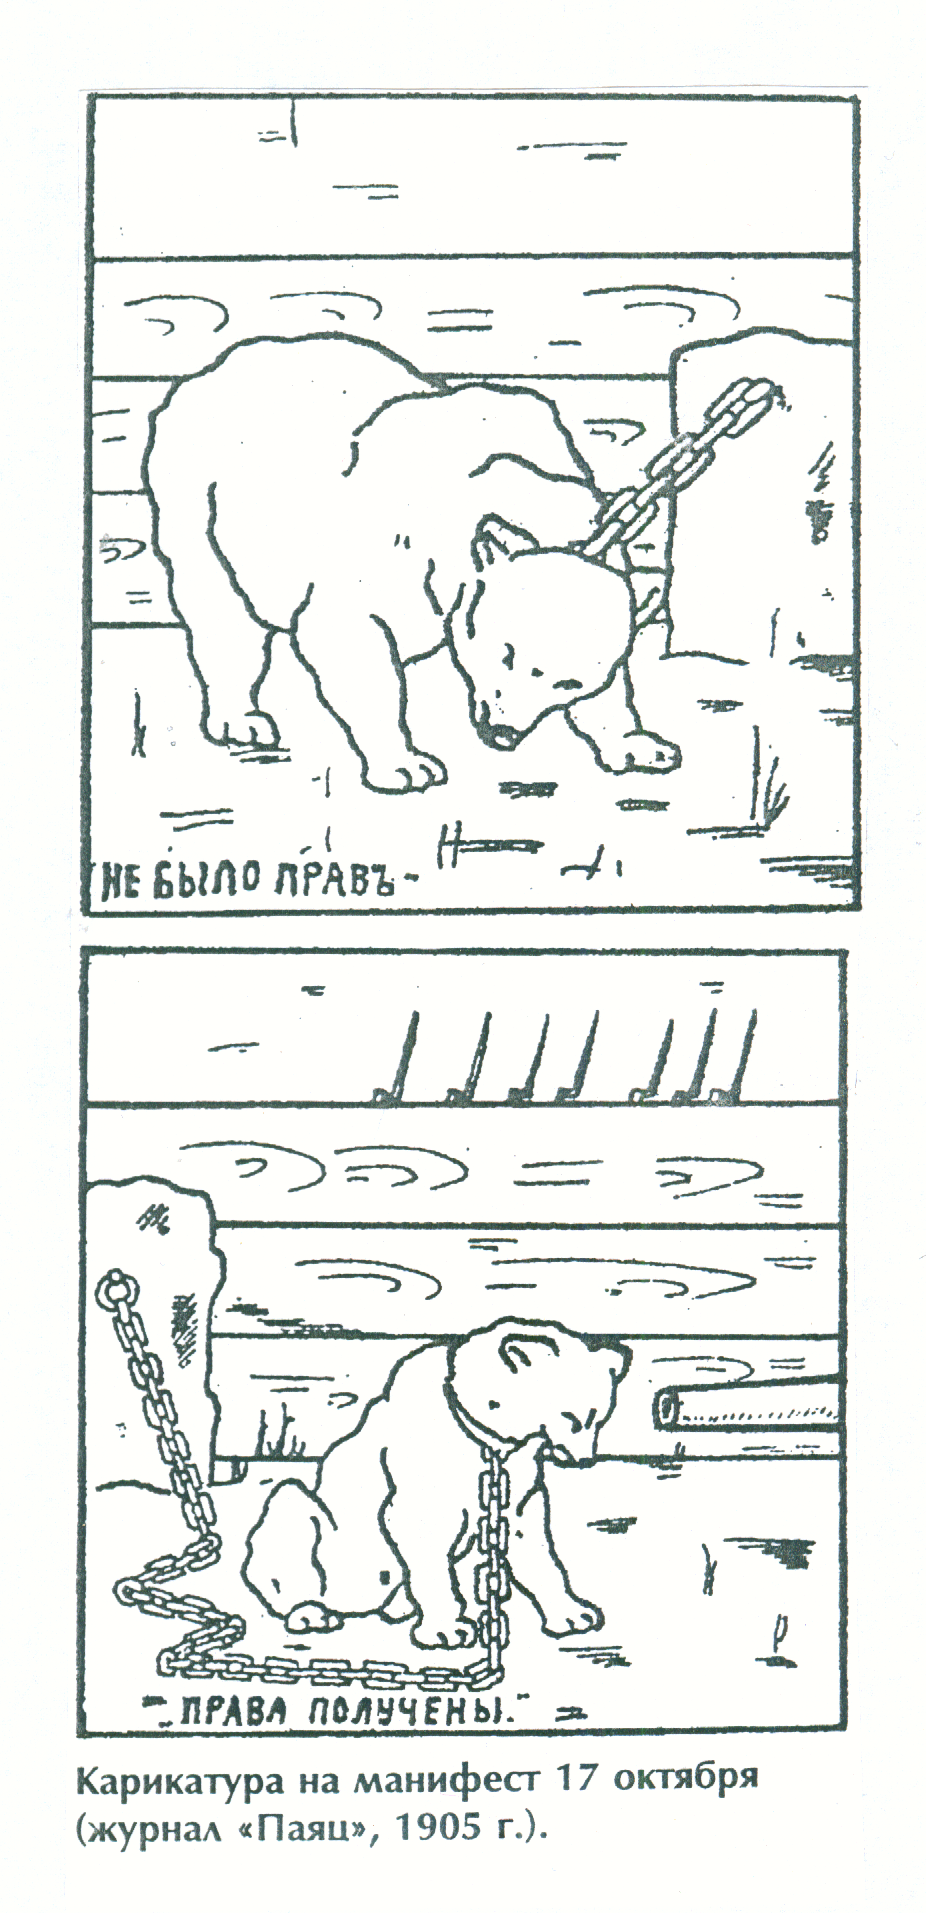 НЕ БЫЛО ПРАВЪ-
"ПРАВА ПОЛУЧЕНЫ."
Карикатура на манифест 17 октября
(журнал «Паяц», 1905 г.).